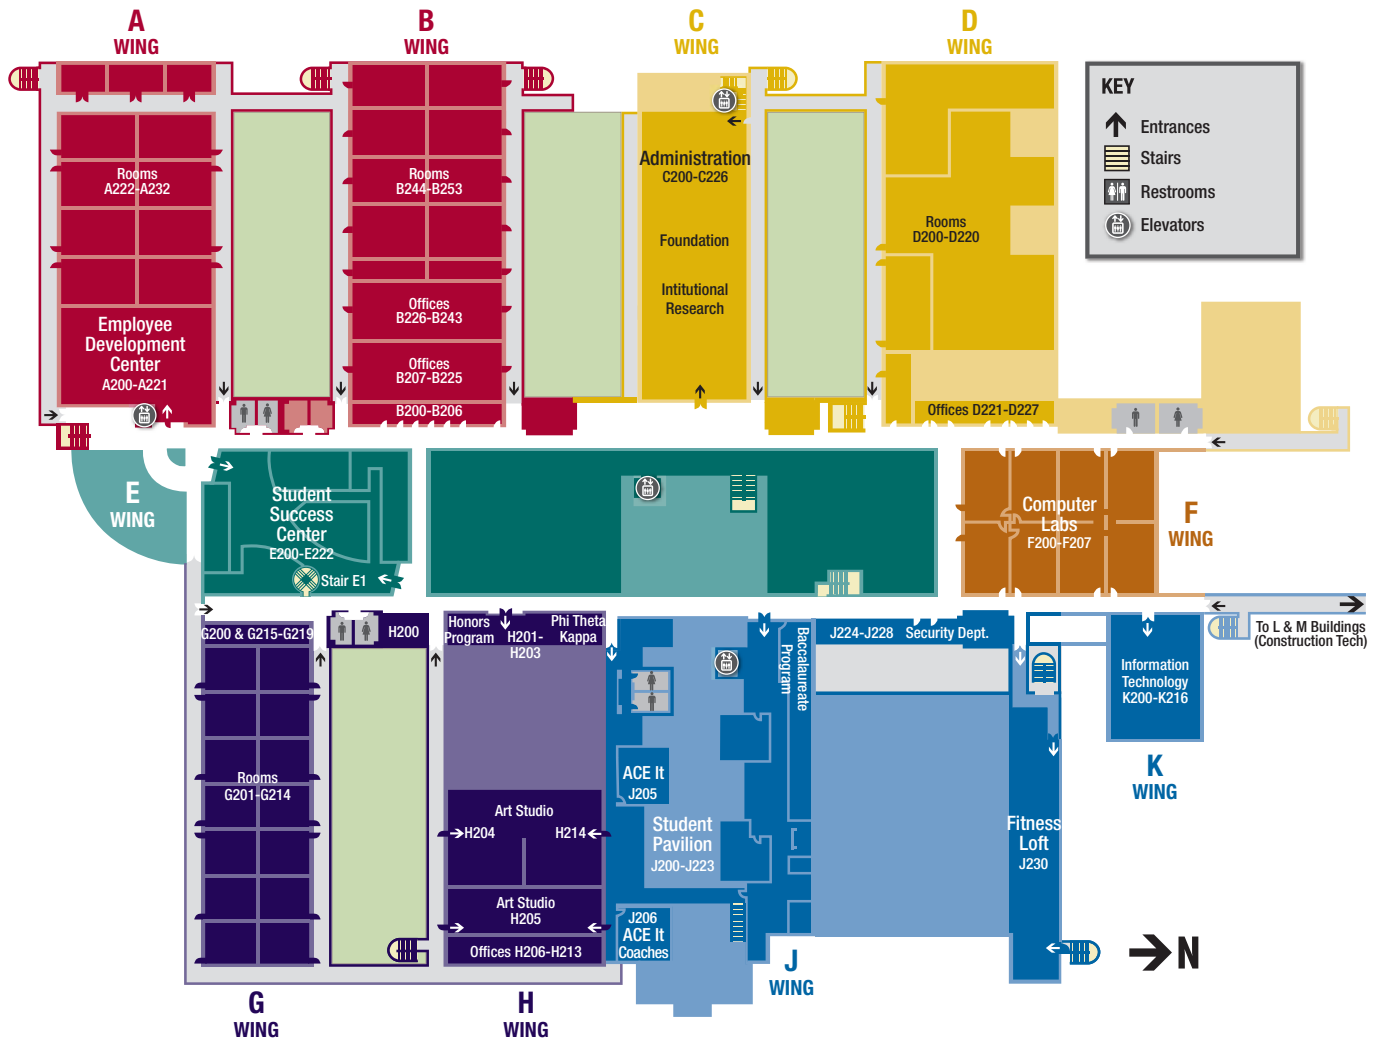 A
WING
B
WING
C
WING
D
WING
KEY
Entrances
Stairs
Restrooms
Elevators
Rooms
A222-A232
Rooms
B244-B253
Administration
C200-C226
Foundation
Intitutional
Research
Rooms
D200-D220
Offices
B226-B243
Employee
Development
Center
A200-A221
Offices
B207-B225
B200-B206
Offices D221-D227
E
WING
Student
Success
Center
E200-E222
Stair E1
Computer
Labs
F200-F207
F
WING
G200 & G215-G219
H200
Honors
Program
H201-
H203
Phi Theta
Kappa
Baccalaureate
Program
J224-J228
Security Dept.
To L & M Buildings
(Construction Tech)
Information
Technology
K200-K216
K
WING
Rooms
G201-G214
ACE It
J205
Art Studio
H204
H214
Student
Pavilion
J200-J223
Fitness
Loft
J230
Art Studio
H205
J206
ACE It
Coaches
Offices H206-H213
J
WING
N
G
WING
H
WING